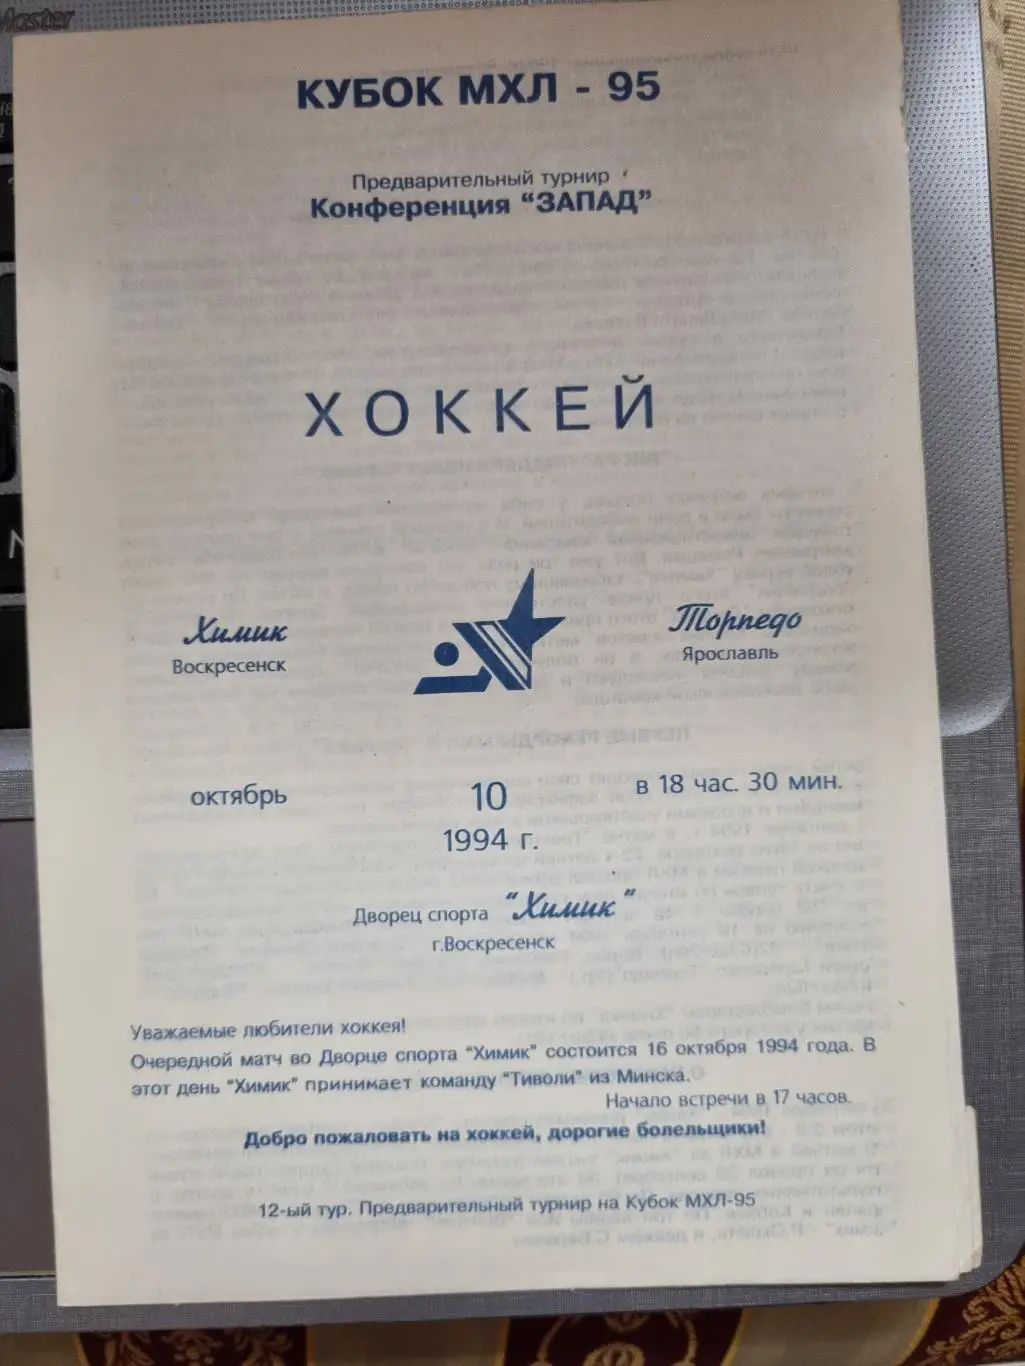 Master
КУБОК МХЛ - 95
Предварительный турнир
Конференция “ЗАПАД”
ХОККЕЙ
Химик
Воскресенск
Торпедо
Ярославль
октябрь
10
в 18 час. 30 мин.
1994 г.
Дворец спорта “Химик”
г.Воскресенск
Уважаемые любители хоккея!
Очередной матч во Дворце спорта “Химик” состоится 16 октября 1994 года. В
этот день “Химик” принимает команду “Тиволи” из Минска.
Начало встречи в 17 часов.
Добро пожаловать на хоккей, дорогие болельщики!
12-ый тур. Предварительный турнир на Кубок МХЛ-95